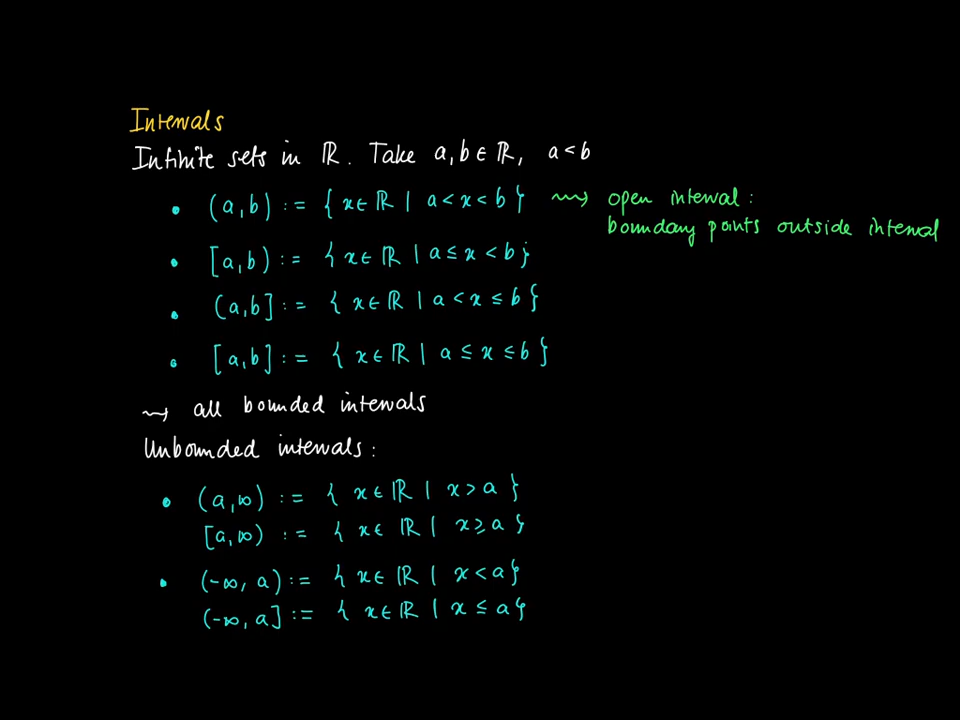 Intervals
Infinite sets in ℝ. Take a,b ∈ ℝ, a < b
• (a,b) := { x ∈ ℝ | a < x < b } ⇝ open interval:
boundary points outside interval
• [a,b) := { x ∈ ℝ | a ≤ x < b }
• (a,b] := { x ∈ ℝ | a < x ≤ b }
• [a,b] := { x ∈ ℝ | a ≤ x ≤ b }
⇝ all bounded intervals
Unbounded intervals:
• (a,∞) := { x ∈ ℝ | x > a }
[a,∞) := { x ∈ ℝ | x ≥ a }
• (-∞, a) := { x ∈ ℝ | x < a }
(-∞, a] := { x ∈ ℝ | x ≤ a }